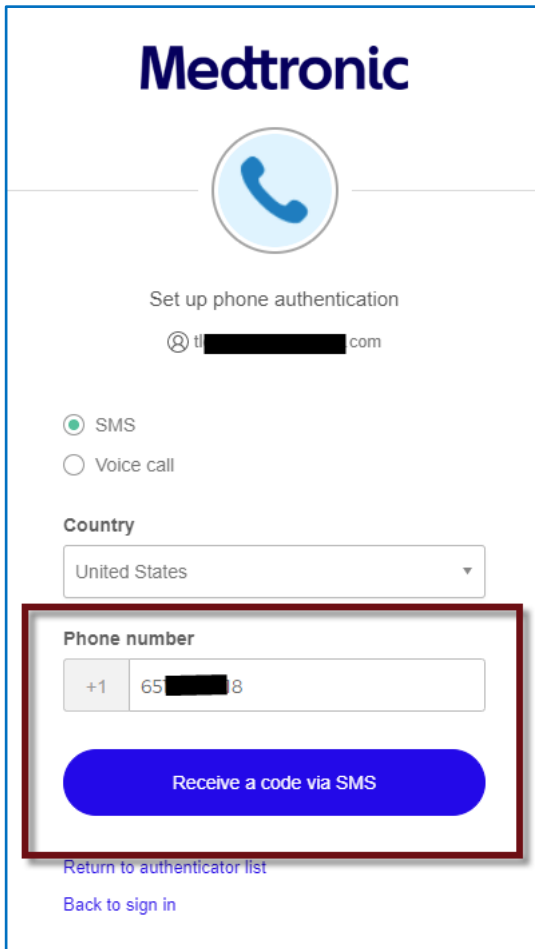 Medtronic
Set up phone authentication
tl .com
SMS
Voice call
Country
United States
Phone number
+1 65 8
Receive a code via SMS
Return to authenticator list
Back to sign in